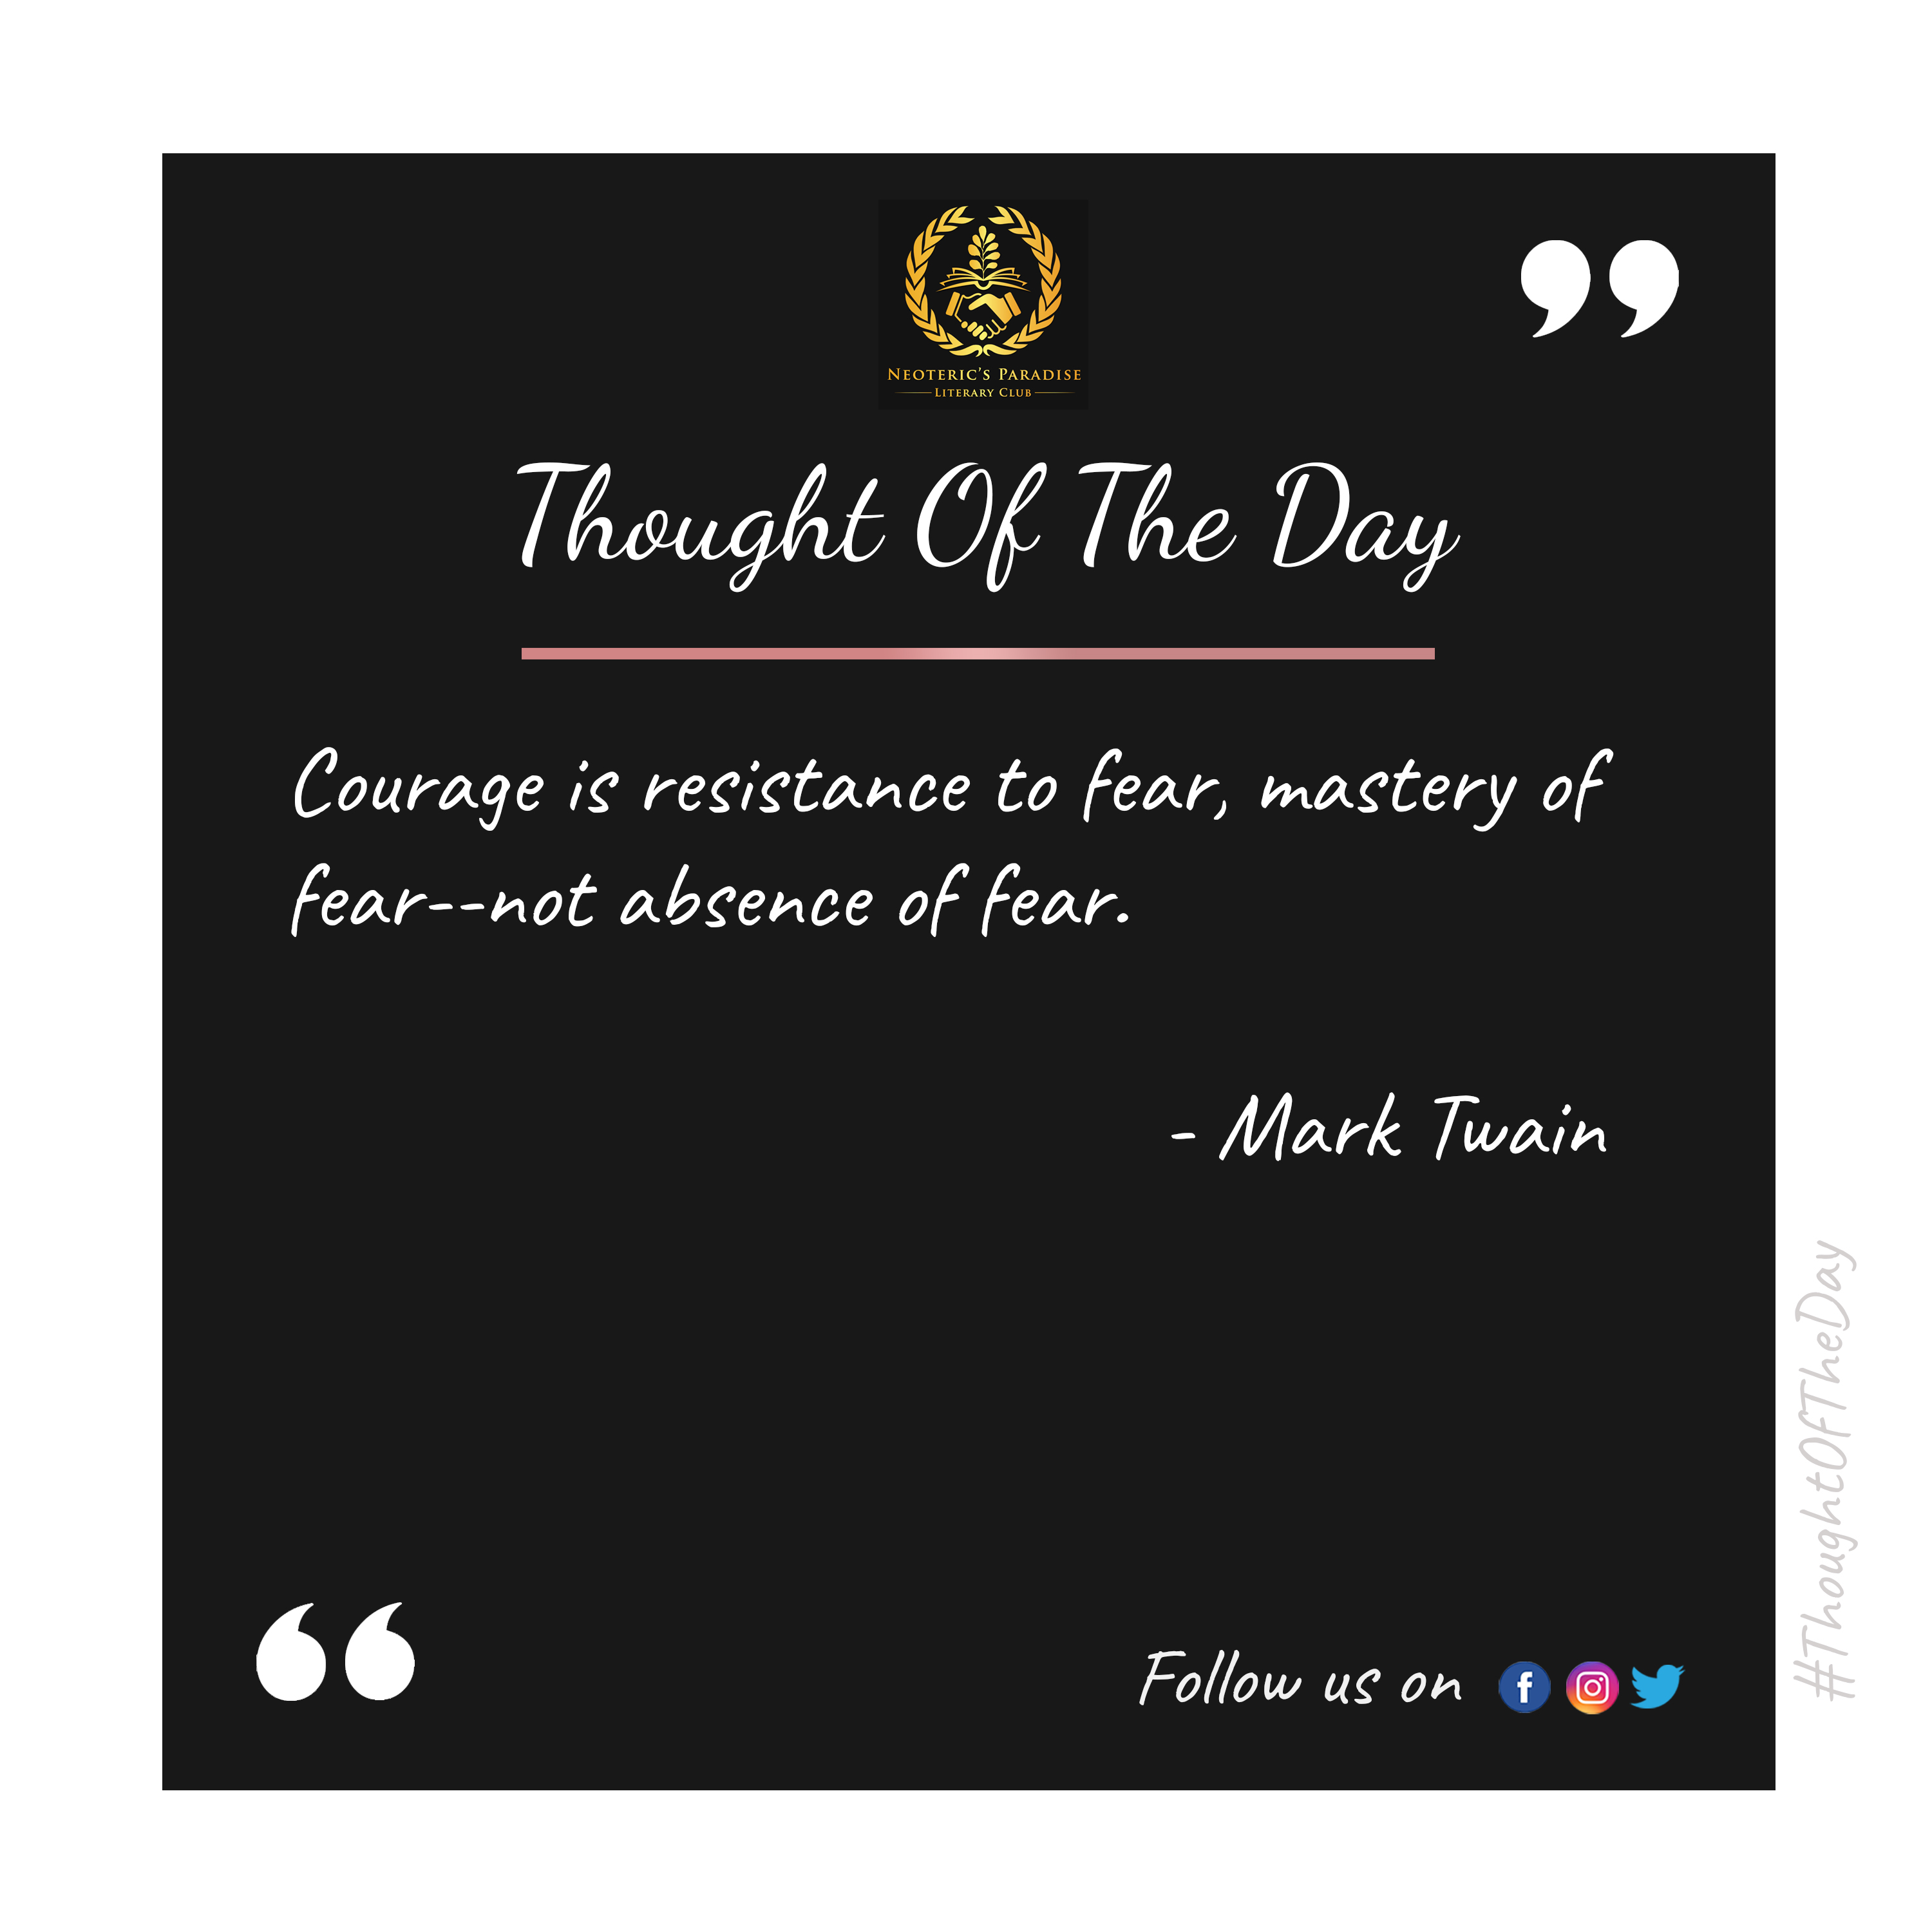 NEOTERIC'S PARADISE
LITERARY CLUB
Thought Of The Day
Courage is resistance to fear, mastery of
fear--not absence of fear.
- Mark Twain
Follow us on
#ThoughtOfTheDay